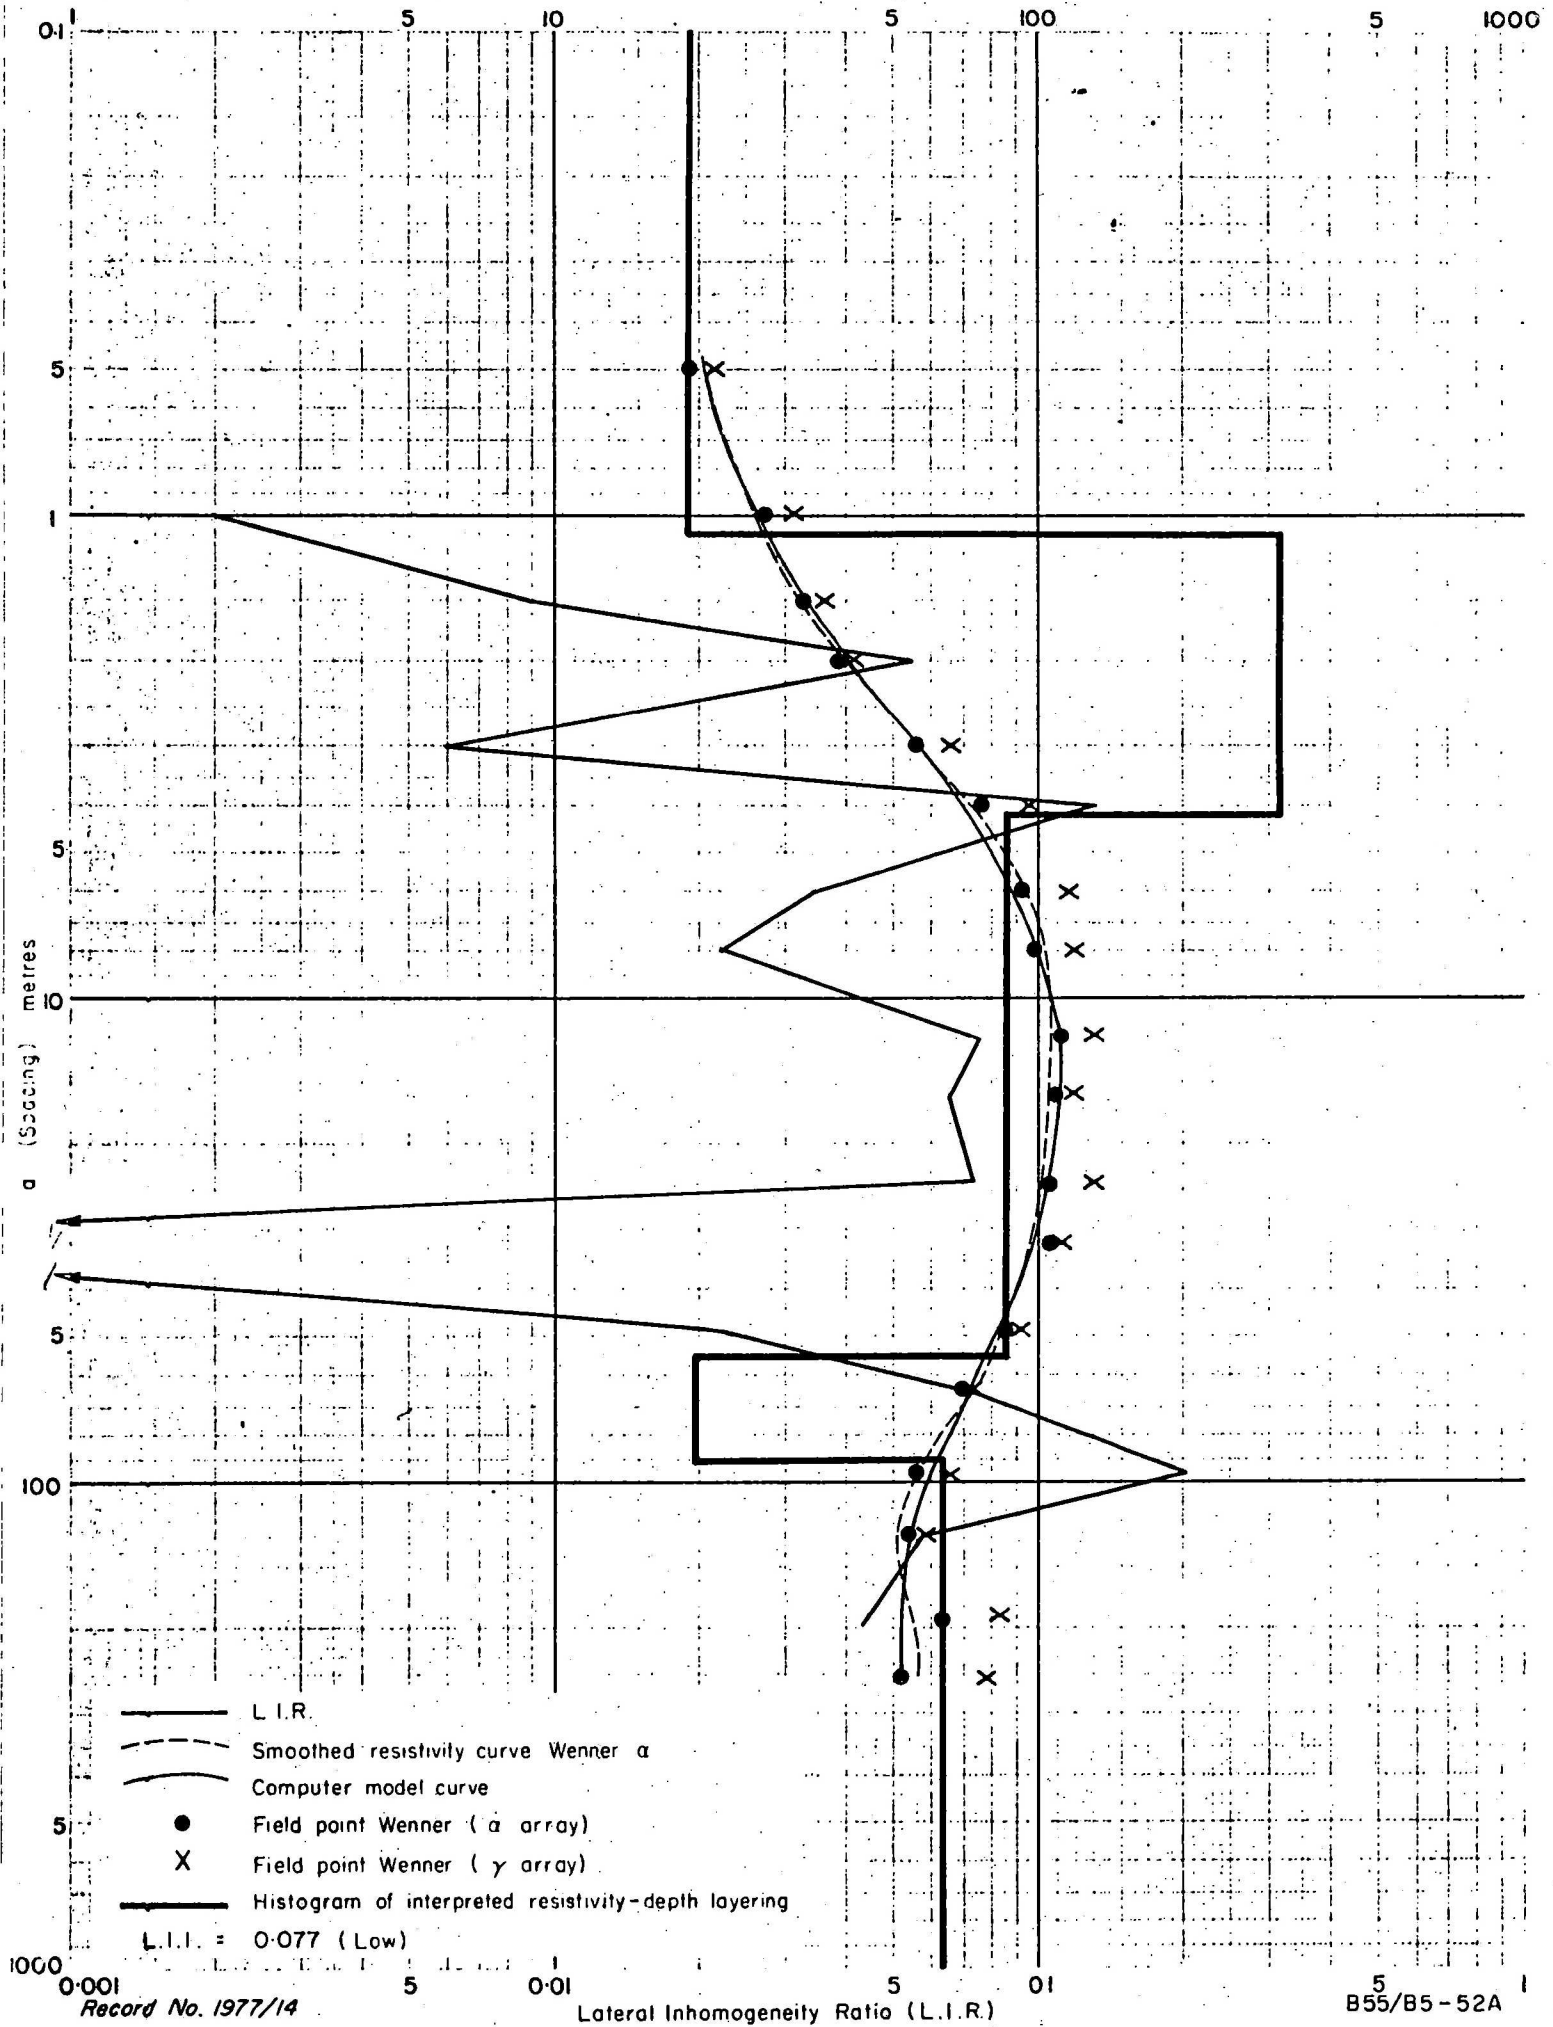 1 5 10 5 100 5 1000
0.1
5
1
5
10
5
100
5
1000
a (Spacing) metres
L.I.R.
Smoothed resistivity curve Wenner α
Computer model curve
Field point Wenner ( α array)
X Field point Wenner ( γ array)
Histogram of interpreted resistivity-depth layering
L.I.I. = 0·077 (Low)
0·001 5 0·01 5 01 5 1
Record No. 1977/14
Lateral Inhomogeneity Ratio (L.I.R.)
B55/B5-52A